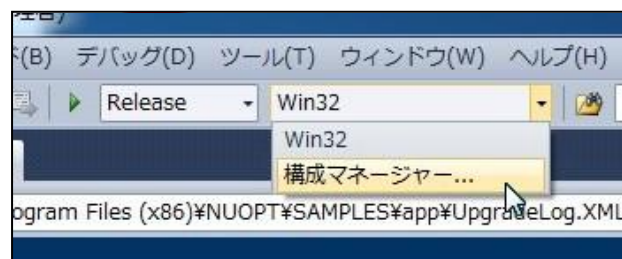 (B) デバッグ(D) ツール(T) ウィンドウ(W) ヘルプ(H)
Release Win32
Win32
構成マネージャー...
ogram Files (x86)¥NUOPT¥SAMPLES¥app¥UpgradeLog.XML